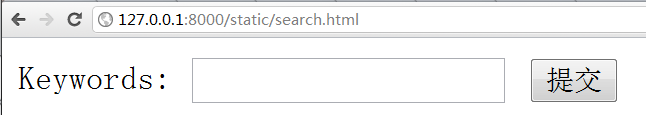 127.0.0.1:8000/static/search.html
Keywords: 提交